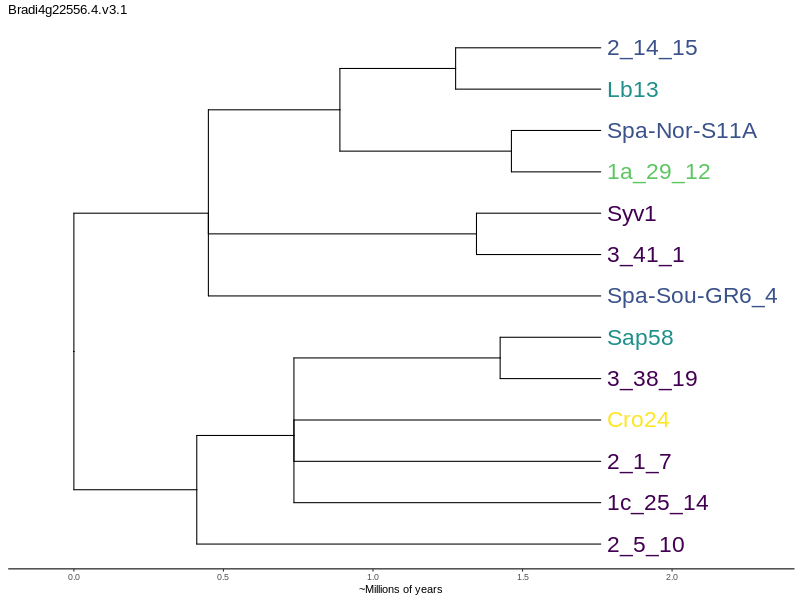 Bradi4g22556.4.v3.1
2_14_15
Lb13
Spa-Nor-S11A
1a_29_12
Syv1
3_41_1
Spa-Sou-GR6_4
Sap58
3_38_19
Cro24
2_1_7
1c_25_14
2_5_10
0.0 0.5 1.0 1.5 2.0
~Millions of years